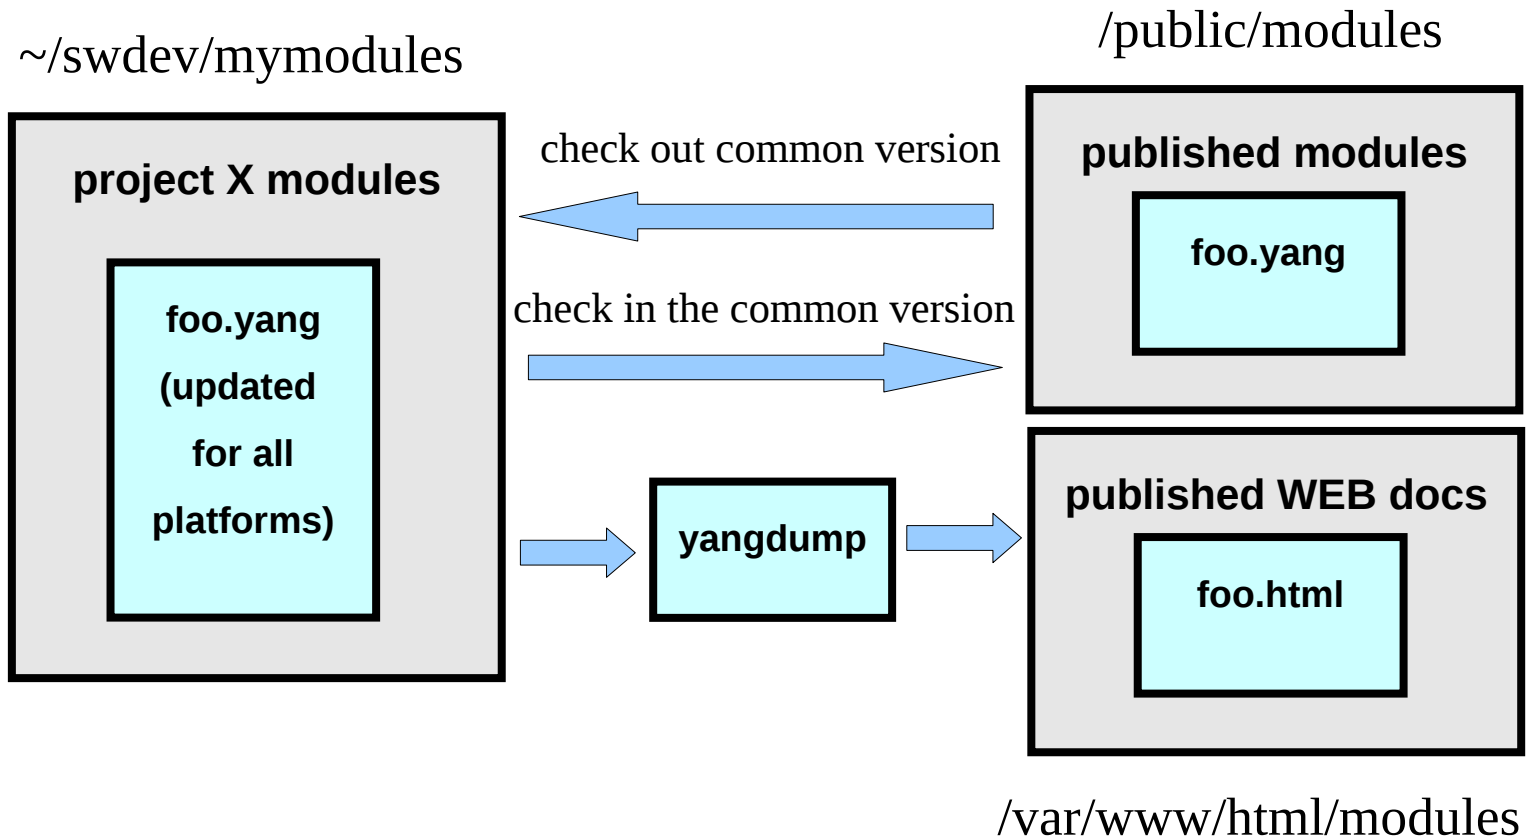 ~/swdev/mymodules
/public/modules
project X modules
foo.yang
(updated
for all
platforms)
check out common version
check in the common version
yangdump
published modules
foo.yang
published WEB docs
foo.html
/var/www/html/modules